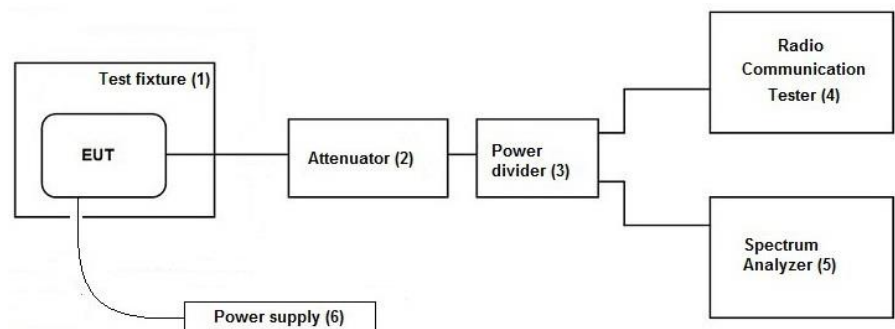 Test fixture (1)
EUT
Attenuator (2)
Power
divider (3)
Radio
Communication
Tester (4)
Spectrum
Analyzer (5)
Power supply (6)